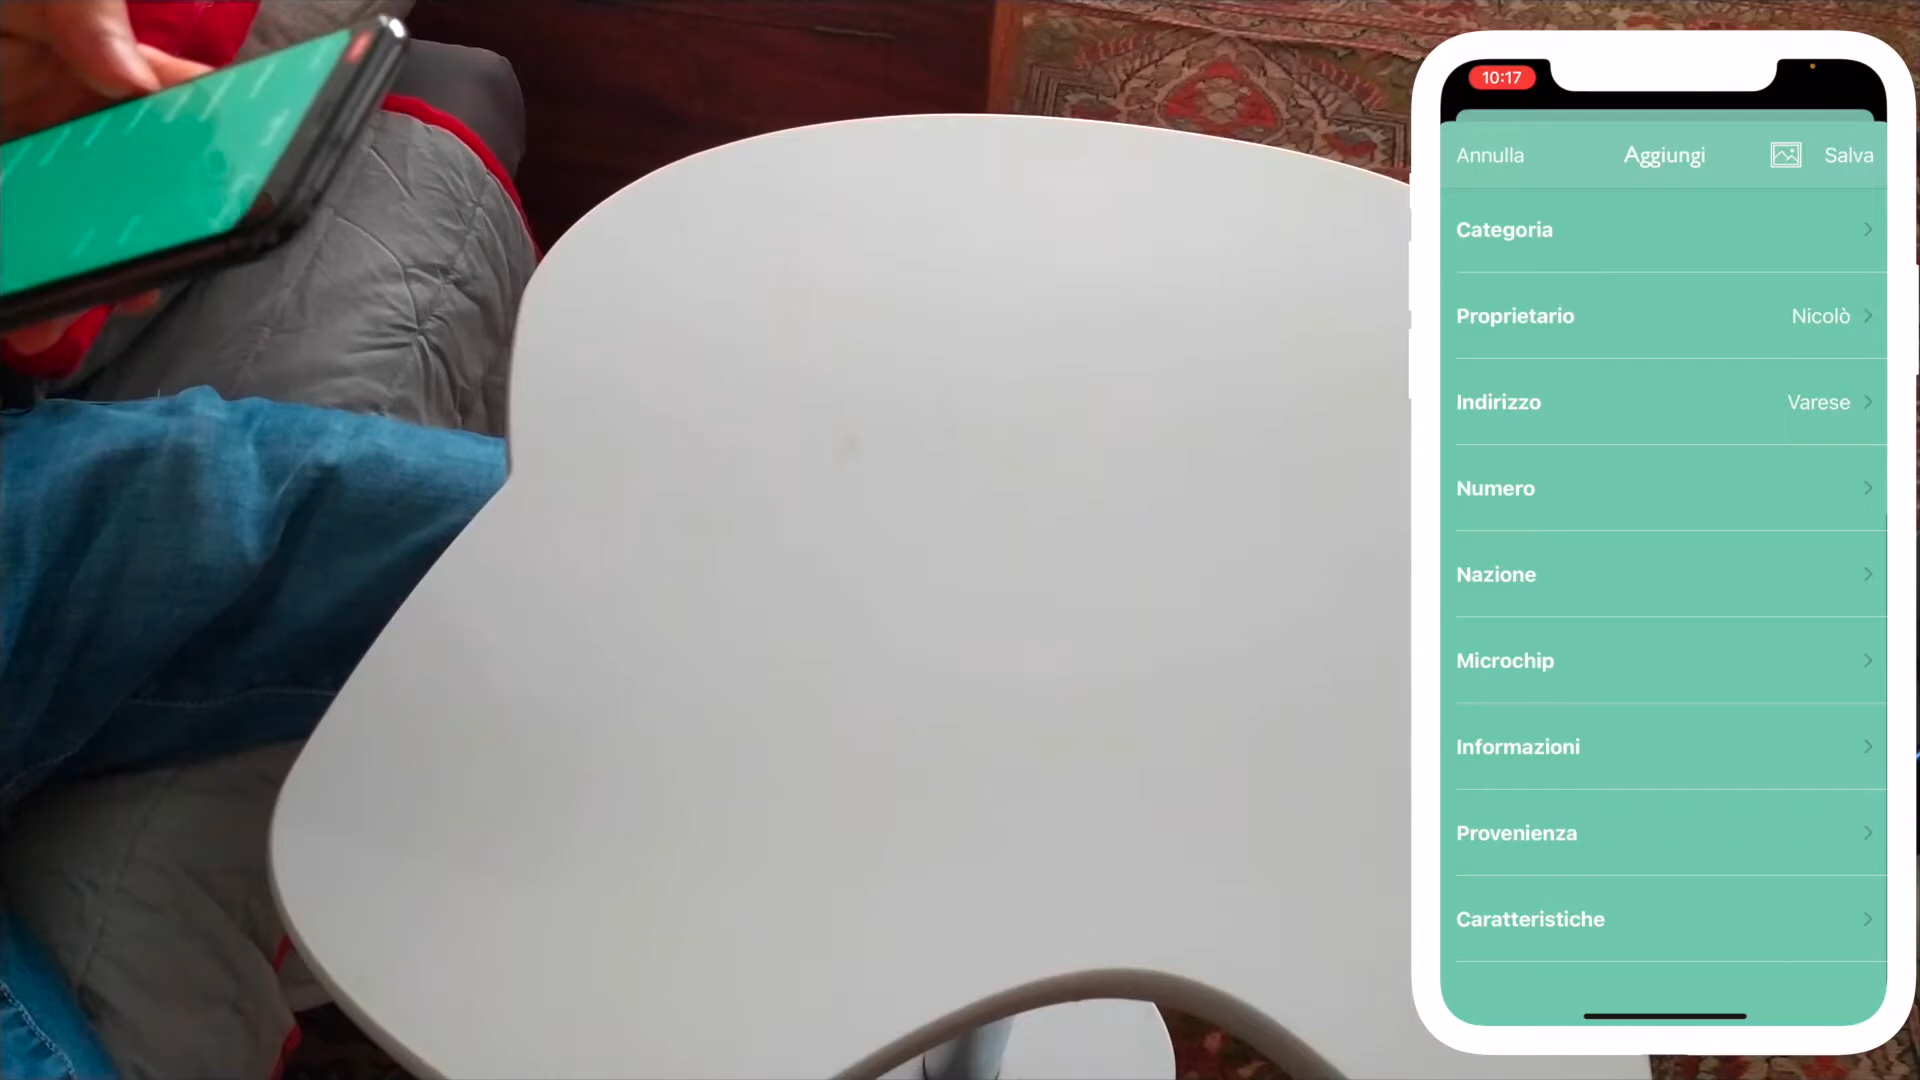 10:17
Annulla Aggiungi Salva
Categoria
Proprietario Nicolò
Indirizzo Varese
Numero
Nazione
Microchip
Informazioni
Provenienza
Caratteristiche